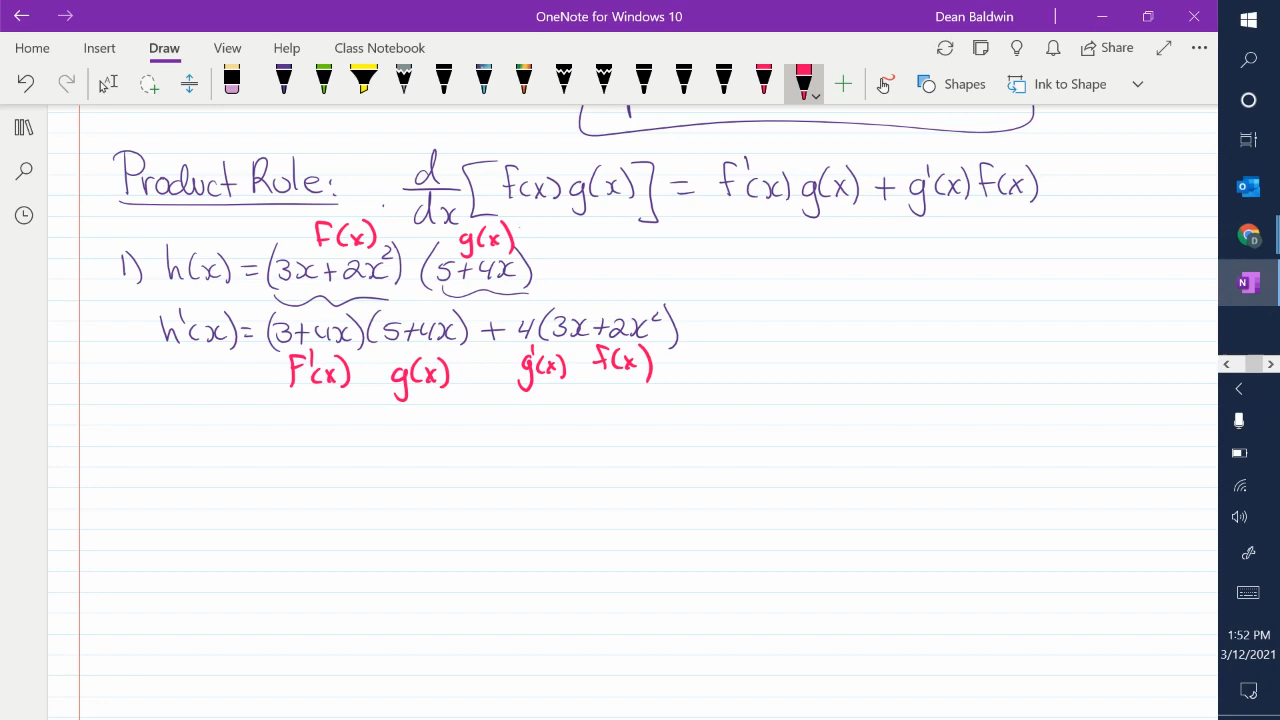 OneNote for Windows 10
Dean Baldwin
Home Insert Draw View Help Class Notebook Share
Shapes Ink to Shape
Product Rule: d/dx [f(x) g(x)] = f'(x) g(x) + g'(x) f(x)
f(x) g(x)
1) h(x) = (3x+2x²) (5+4x)
h'(x) = (3+4x)(5+4x) + 4(3x+2x²)
f'(x) g(x) g'(x) f(x)
1:52 PM
3/12/2021